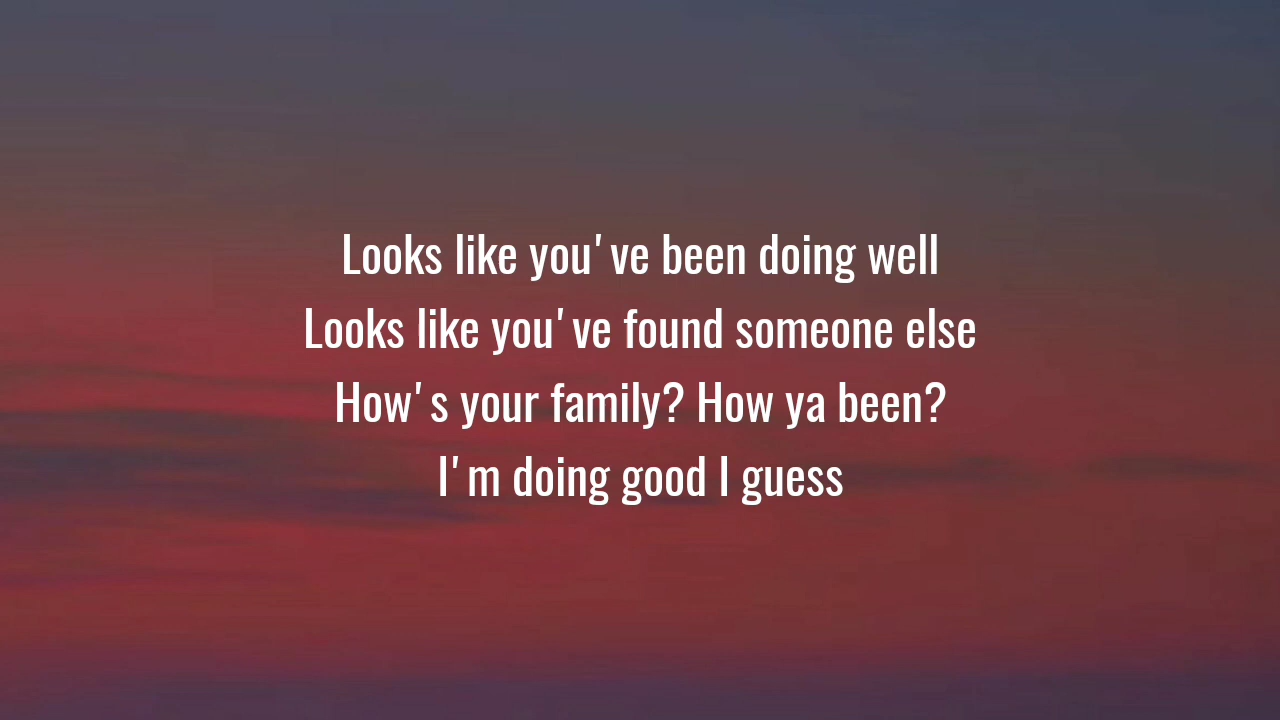 Looks like you've been doing well
Looks like you've found someone else
How's your family? How ya been?
I'm doing good I guess